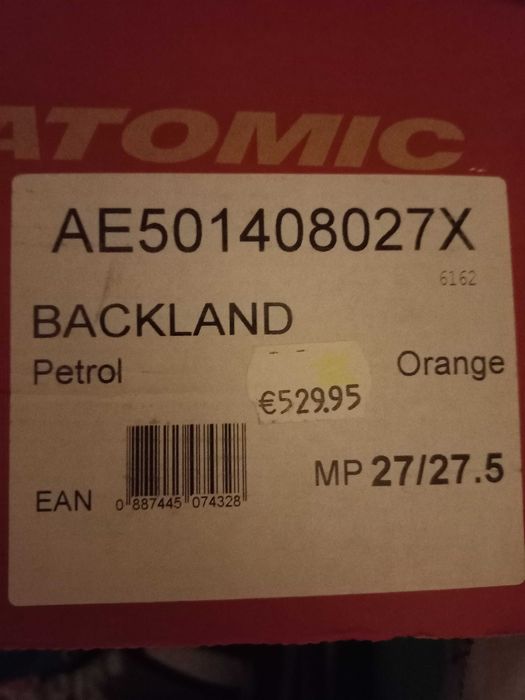 ATOMIC
AE501408027X
6162
BACKLAND
Petrol
Orange
€529.95
MP 27/27.5
EAN
0 887445 074328